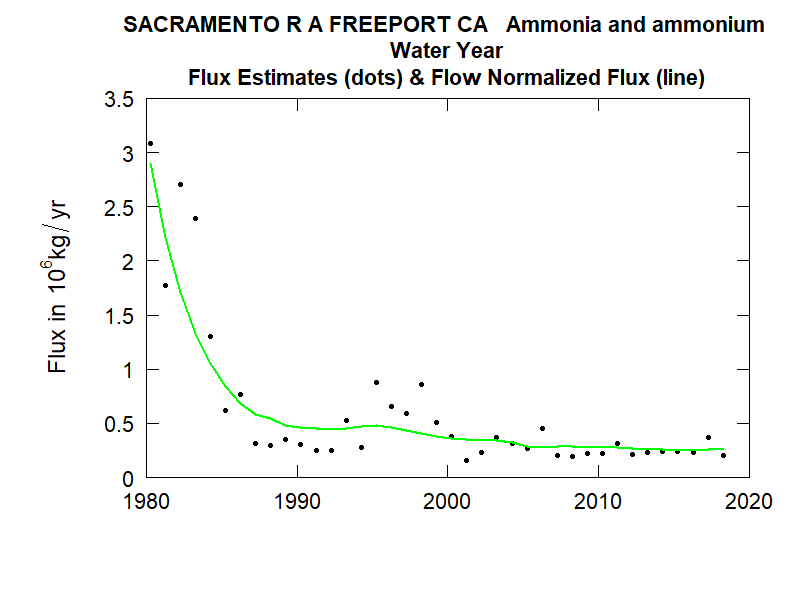 SACRAMENTO R A FREEPORT CA   Ammonia and ammonium
Water Year
Flux Estimates (dots) & Flow Normalized Flux (line)
3.5
3
2.5
2
1.5
1
0.5
0
Flux in 10⁶kg/yr
1980 1990 2000 2010 2020